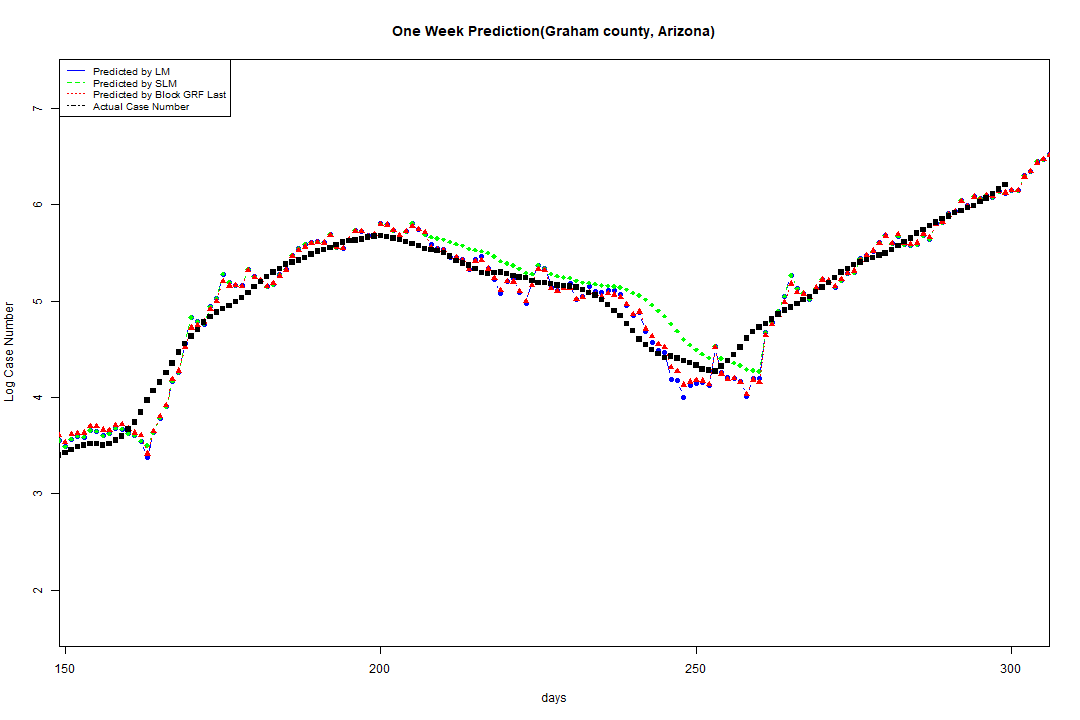 One Week Prediction(Graham county, Arizona)
Predicted by LM
Predicted by SLM
Predicted by Block GRF Last
Actual Case Number
7
6
5
4
3
2
Log Case Number
150
200
250
300
days